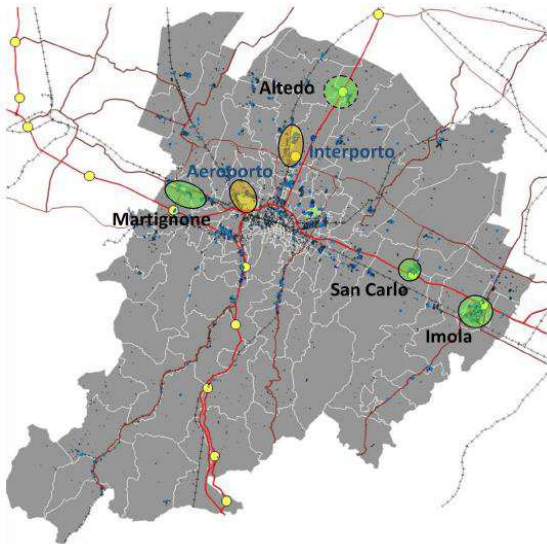 Altedo
Interporto
Aeroporto
Martignone
San Carlo
Imola